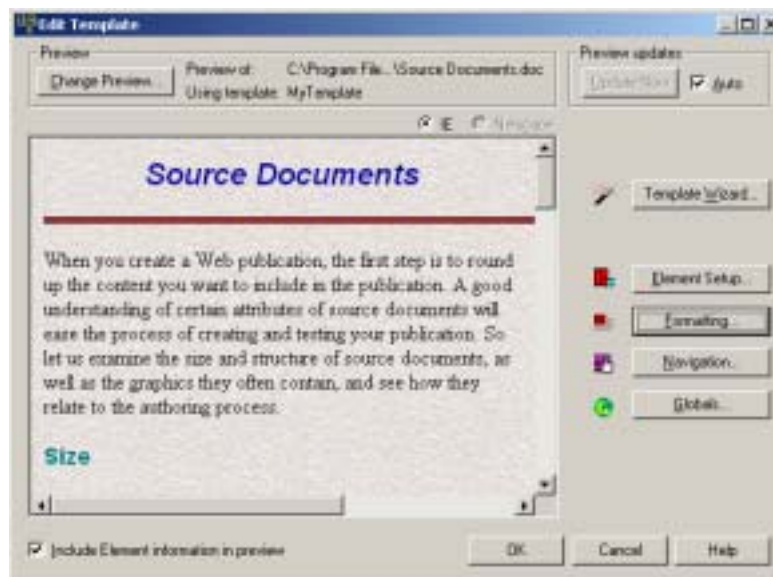 Edit Template
Preview
Change Preview...
Preview of: C:\Program File...\Source Documents.doc
Using template: MyTemplate
Preview updates
Update Now
Auto
IE Netscape
Source Documents
When you create a Web publication, the first step is to round
up the content you want to include in the publication. A good
understanding of certain attributes of source documents will
ease the process of creating and testing your publication. So
let us examine the size and structure of source documents, as
well as the graphics they often contain, and see how they
relate to the authoring process.
Size
Template Wizard...
Element Setup...
Formatting...
Navigation...
Globals...
Include Element information in preview
OK
Cancel
Help